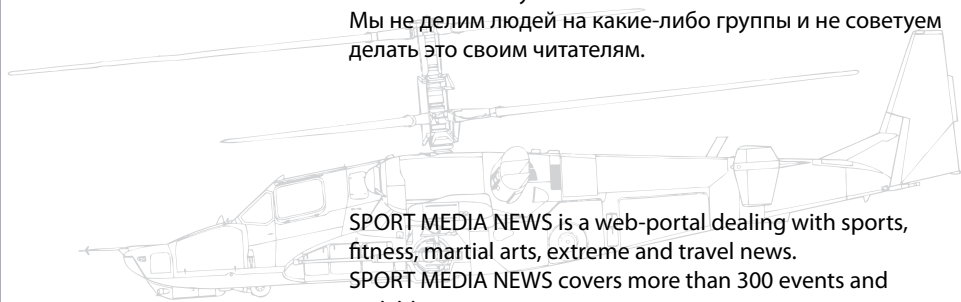 Мы не делим людей на какие-либо группы и не советуем
делать это своим читателям.
SPORT MEDIA NEWS is a web-portal dealing with sports,
fitness, martial arts, extreme and travel news.
SPORT MEDIA NEWS covers more than 300 events and